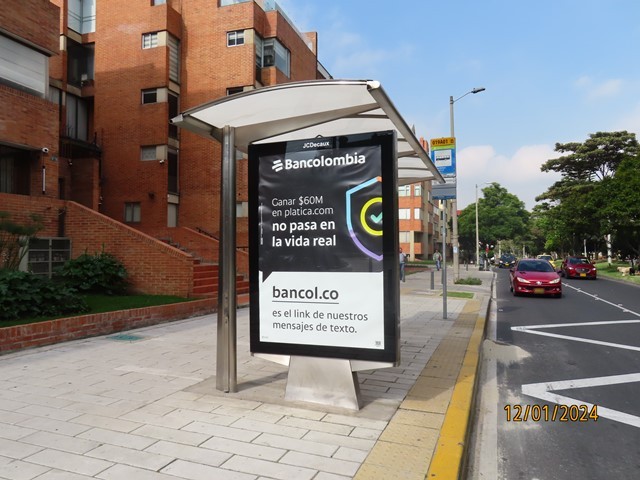 JCDecaux
Bancolombia
Ganar $60M
en platica.com
no pasa en
la vida real
bancol.co
es el link de nuestros
mensajes de texto.
12/01/2024